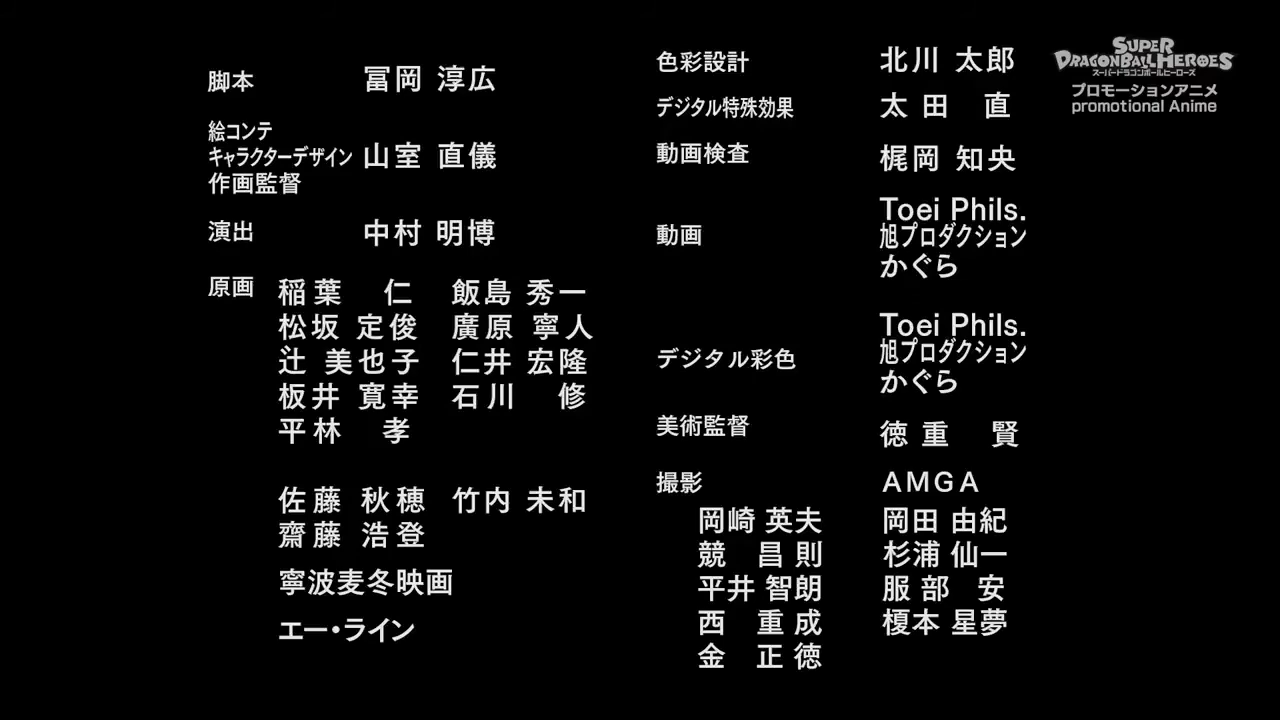 脚本 冨岡 淳広
絵コンテ
キャラクターデザイン 山室 直儀
作画監督
演出 中村 明博
原画 稲葉 仁 飯島 秀一
松坂 定俊 廣原 寧人
辻 美也子 仁井 宏隆
板井 寛幸 石川 修
平林 孝
佐藤 秋穂 竹内 未和
齋藤 浩登
寧波麦冬映画
エー・ライン
色彩設計 北川 太郎
デジタル特殊効果 太田 直
動画検査 梶岡 知央
動画 Toei Phils.
旭プロダクション
かぐら
デジタル彩色 Toei Phils.
旭プロダクション
かぐら
美術監督 徳重 賢
撮影 AMGA
岡崎 英夫 岡田 由紀
競 昌則 杉浦 仙一
平井 智朗 服部 安
西 重成 榎本 星夢
金 正徳
SUPER
DRAGONBALL HEROES
スーパードラゴンボールヒーローズ
プロモーションアニメ
promotional Anime